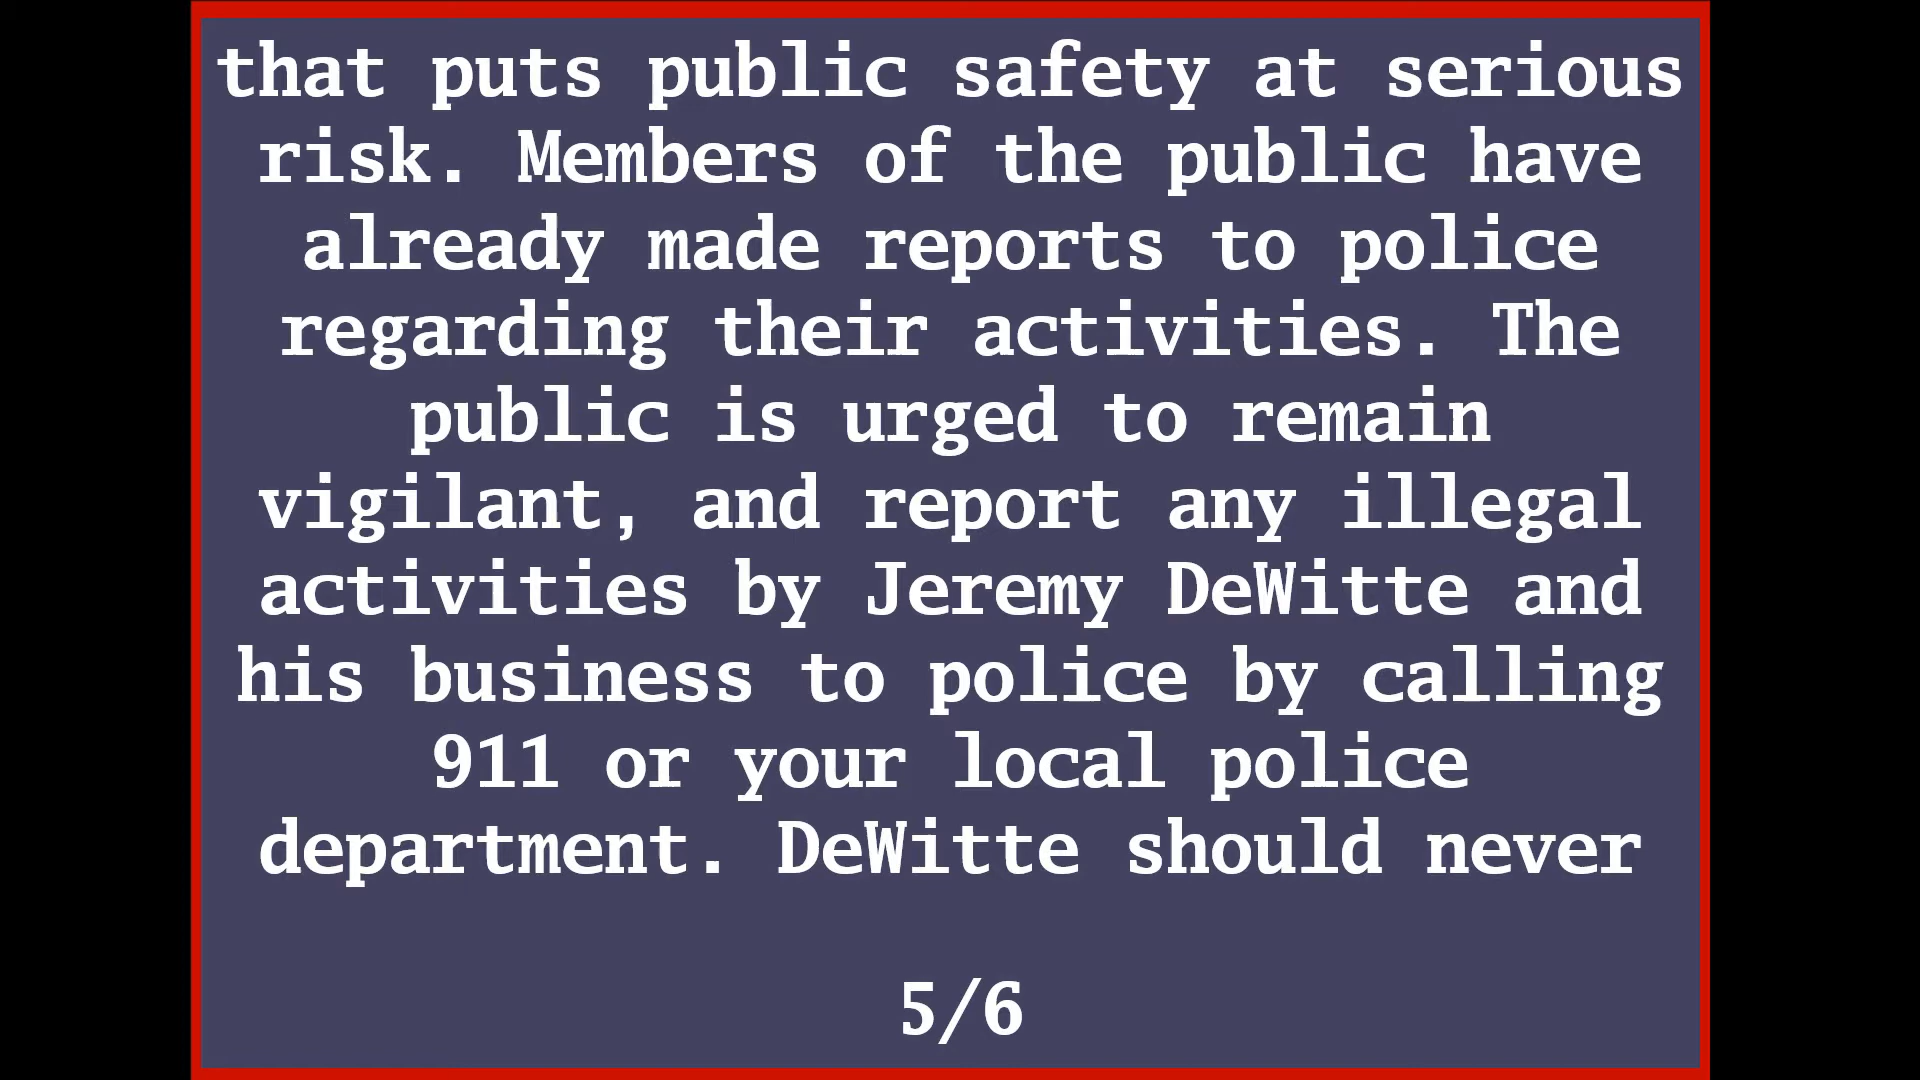 that puts public safety at serious
risk. Members of the public have
already made reports to police
regarding their activities. The
public is urged to remain
vigilant, and report any illegal
activities by Jeremy DeWitte and
his business to police by calling
911 or your local police
department. DeWitte should never
5/6